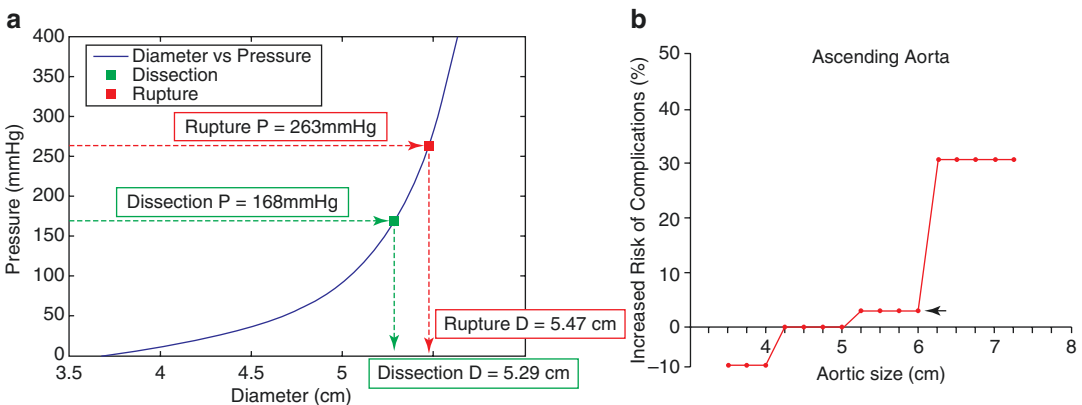 a
400
350
300
250
200
150
100
50
0
Pressure (mmHg)
Diameter vs Pressure
Dissection
Rupture
Rupture P = 263mmHg
Dissection P = 168mmHg
Rupture D = 5.47 cm
Dissection D = 5.29 cm
3.5 4 4.5 5
Diameter (cm)
b
Ascending Aorta
50
40
30
20
10
0
−10
Increased Risk of Complications (%)
4 5 6 7 8
Aortic size (cm)